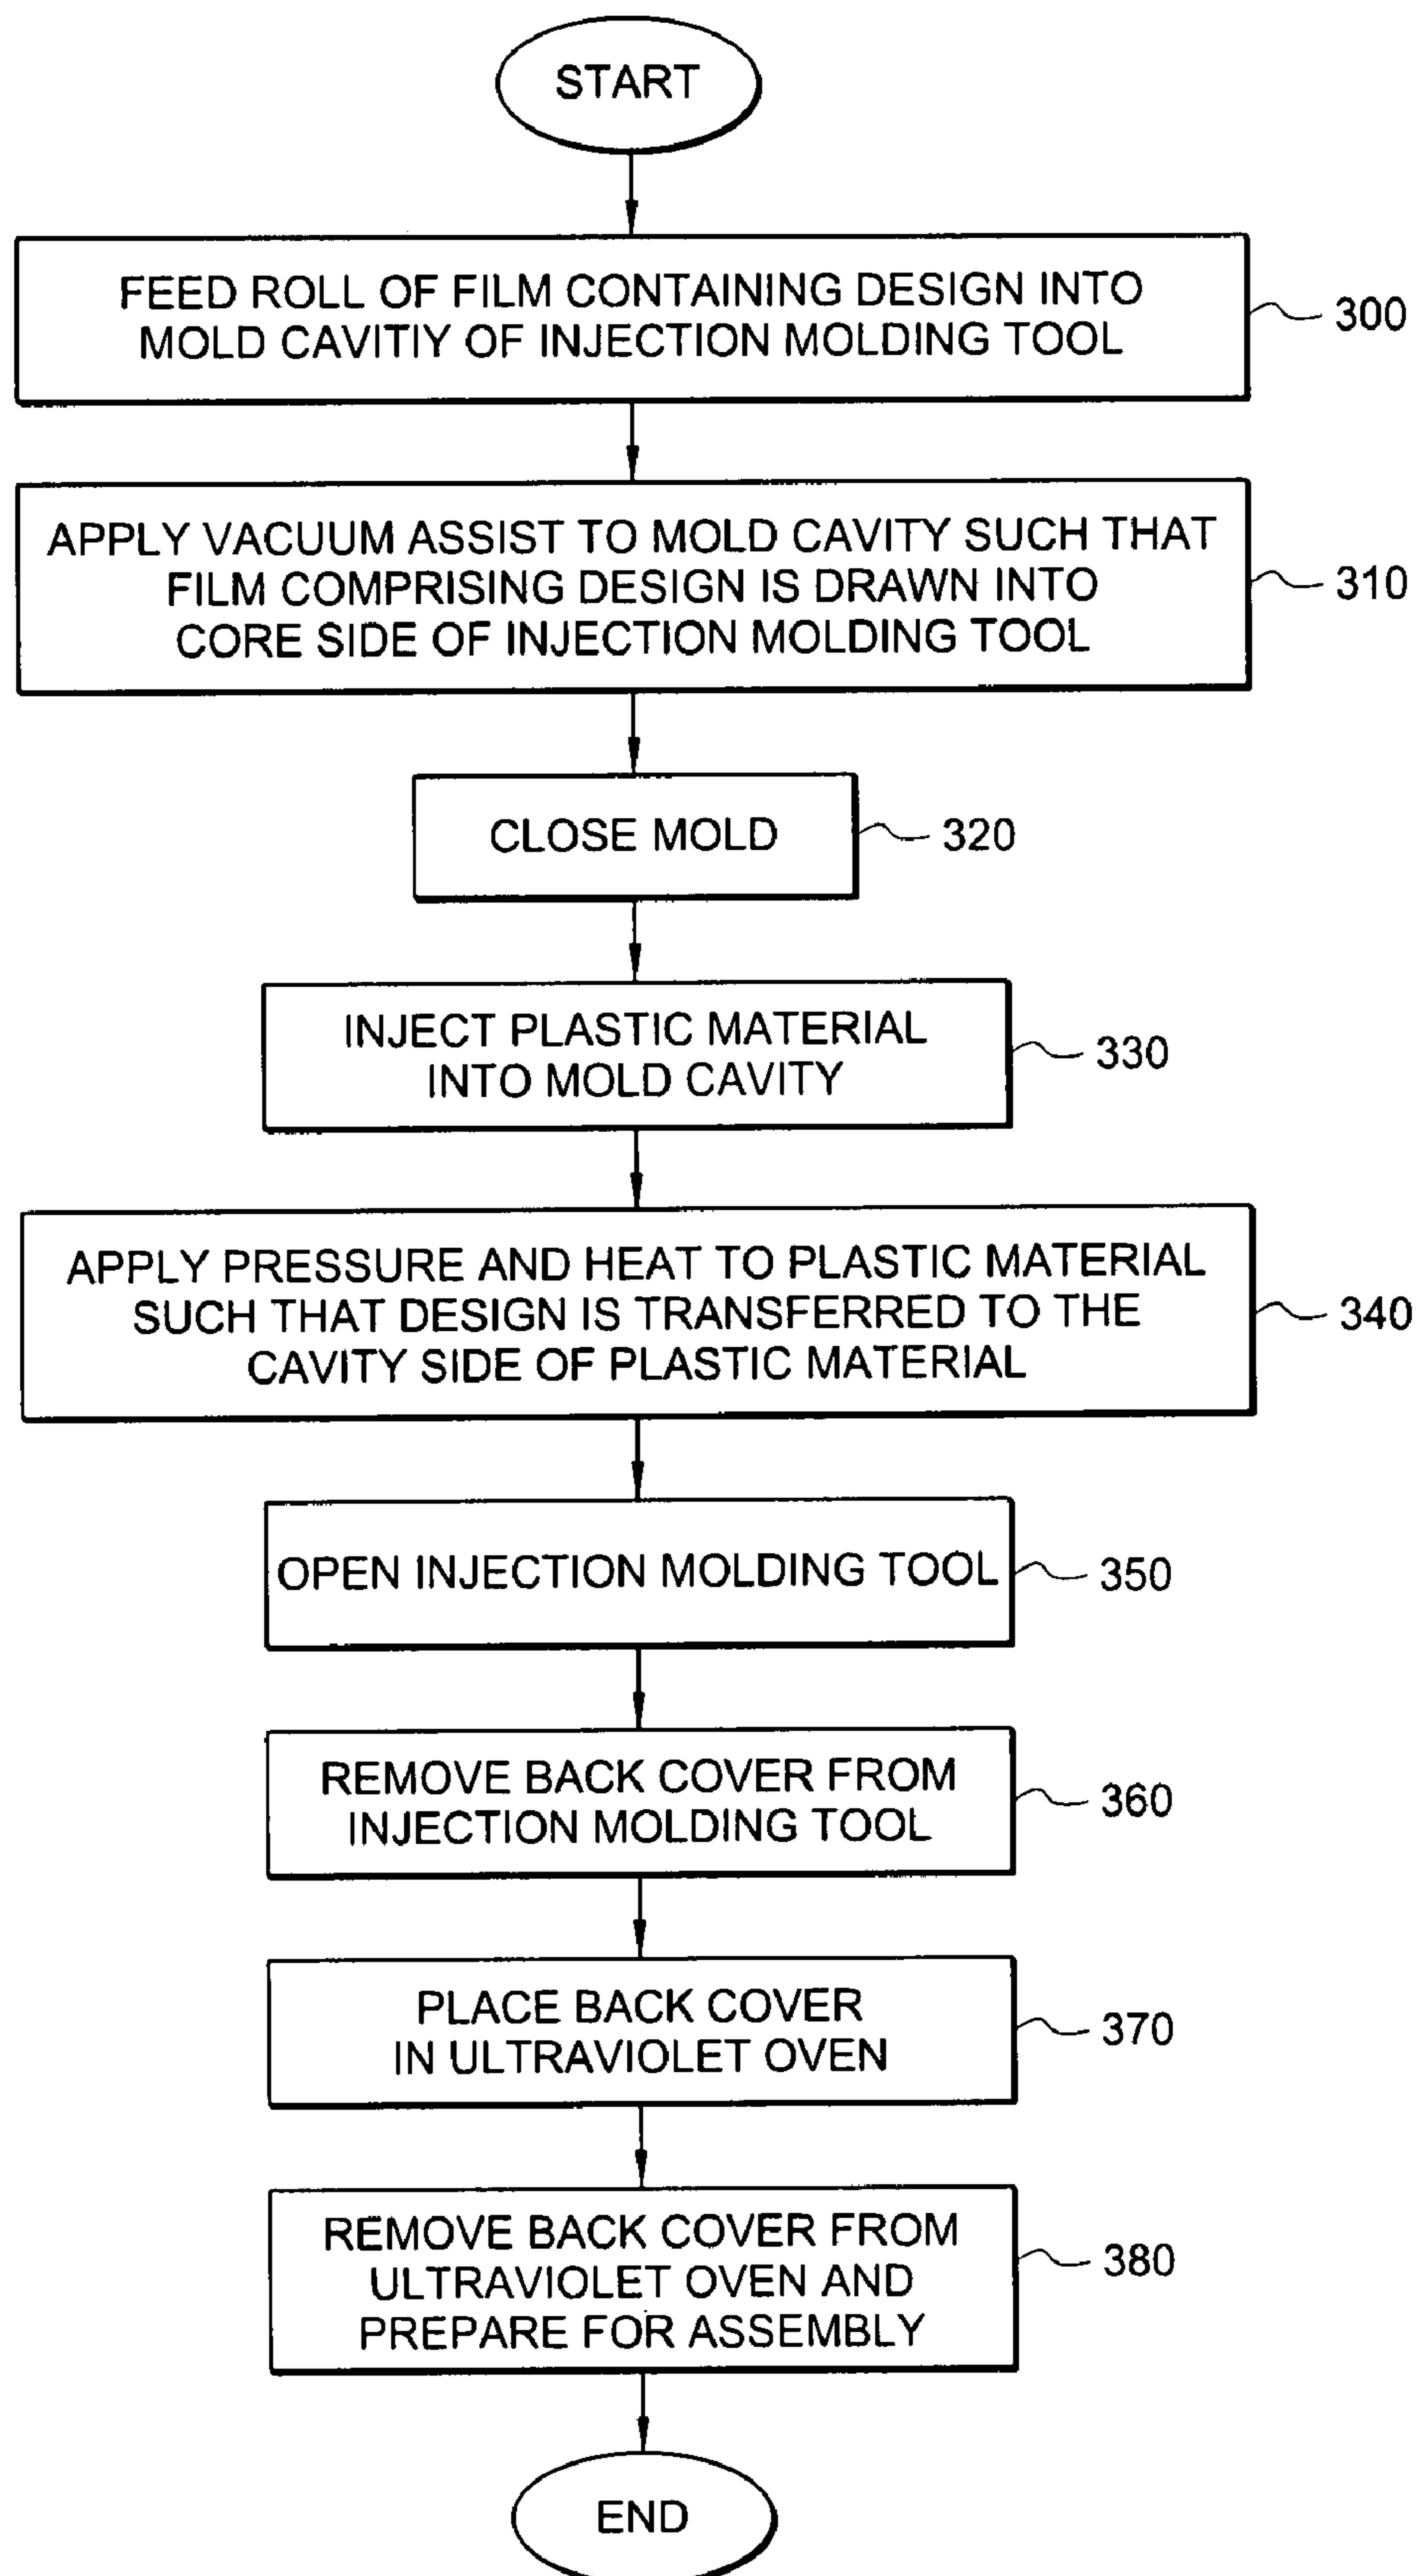 START
FEED ROLL OF FILM CONTAINING DESIGN INTO
MOLD CAVITIY OF INJECTION MOLDING TOOL
300
APPLY VACUUM ASSIST TO MOLD CAVITY SUCH THAT
FILM COMPRISING DESIGN IS DRAWN INTO
CORE SIDE OF INJECTION MOLDING TOOL
310
CLOSE MOLD
320
INJECT PLASTIC MATERIAL
INTO MOLD CAVITY
330
APPLY PRESSURE AND HEAT TO PLASTIC MATERIAL
SUCH THAT DESIGN IS TRANSFERRED TO THE
CAVITY SIDE OF PLASTIC MATERIAL
340
OPEN INJECTION MOLDING TOOL
350
REMOVE BACK COVER FROM
INJECTION MOLDING TOOL
360
PLACE BACK COVER
IN ULTRAVIOLET OVEN
370
REMOVE BACK COVER FROM
ULTRAVIOLET OVEN AND
PREPARE FOR ASSEMBLY
380
END